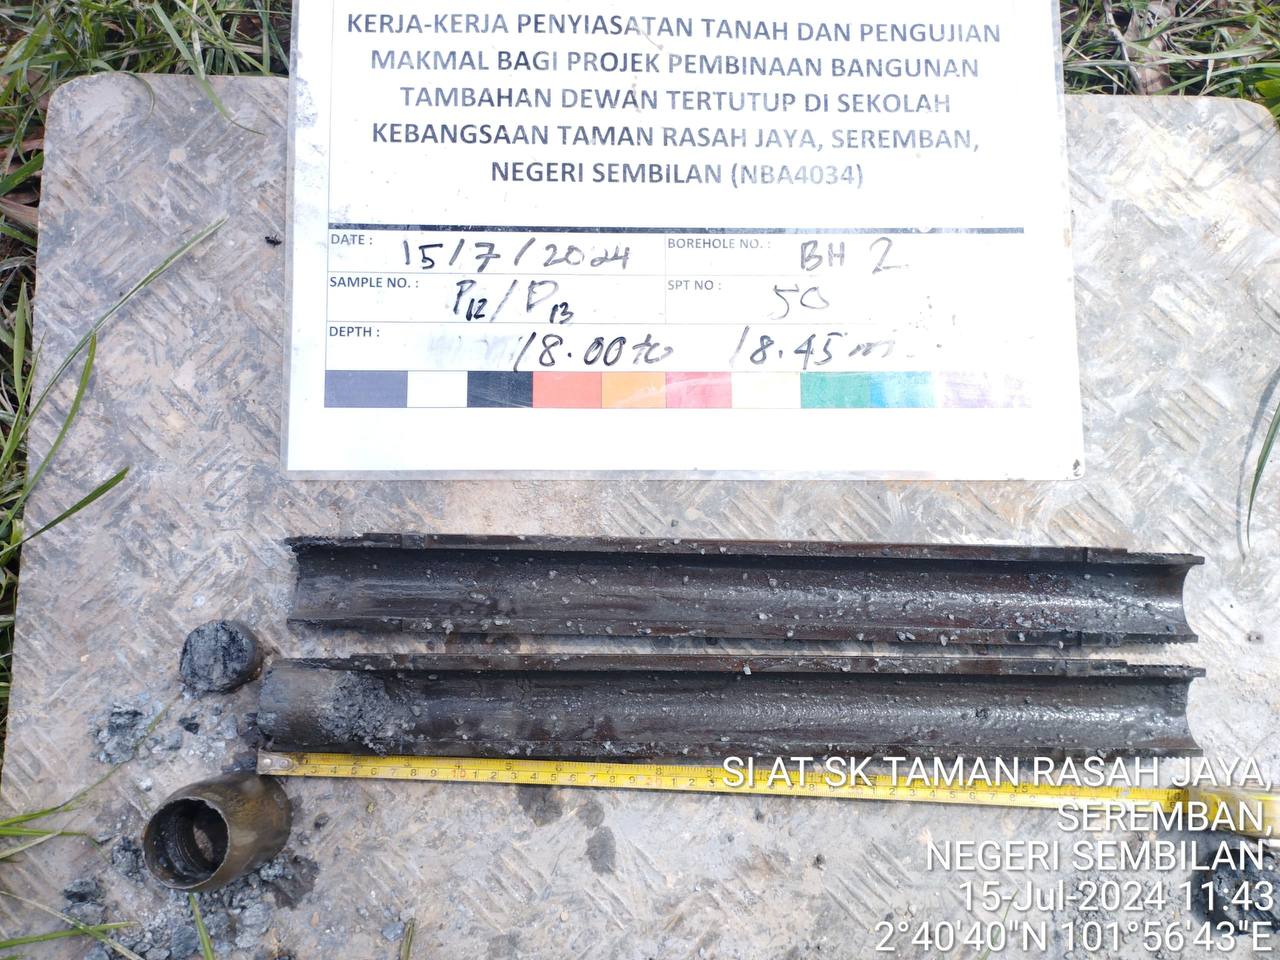 KERJA-KERJA PENYIASATAN TANAH DAN PENGUJIAN
MAKMAL BAGI PROJEK PEMBINAAN BANGUNAN
TAMBAHAN DEWAN TERTUTUP DI SEKOLAH
KEBANGSAAN TAMAN RASAH JAYA, SEREMBAN,
NEGERI SEMBILAN (NBA4034)
DATE : 15/7/2024 BOREHOLE NO. : BH 2
SAMPLE NO. : P12/D13 SPT NO : 50
DEPTH : 18.00 to 18.45 m
SI AT SK TAMAN RASAH JAYA,
SEREMBAN,
NEGERI SEMBILAN.
15-Jul-2024 11:43
2°40'40"N 101°56'43"E